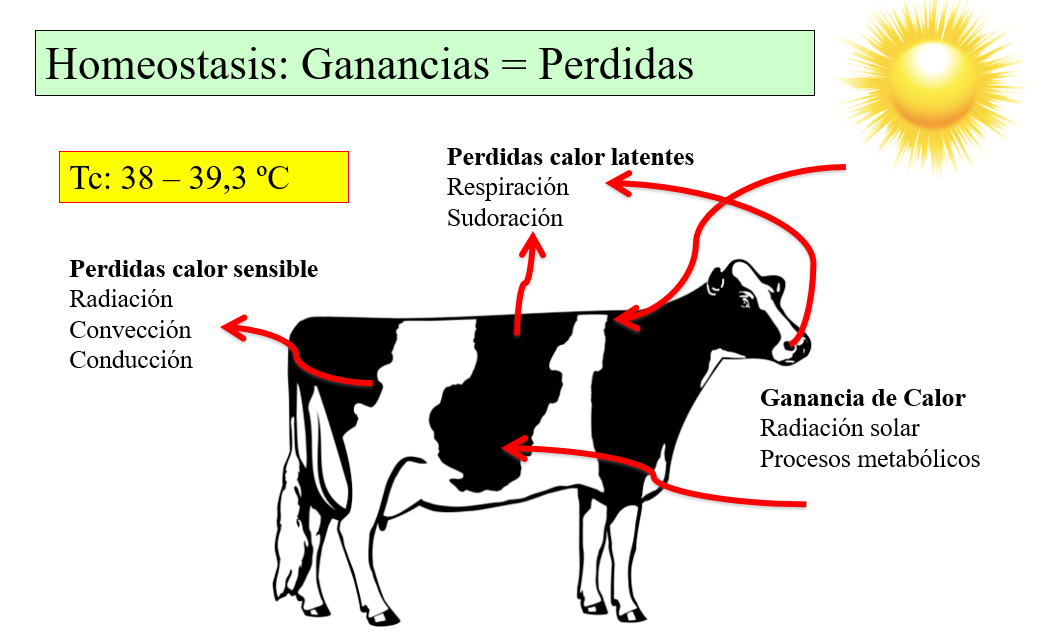 Homeostasis: Ganancias = Perdidas
Tc: 38 – 39,3 ºC
Perdidas calor latentes
Respiración
Sudoración
Perdidas calor sensible
Radiación
Convección
Conducción
Ganancia de Calor
Radiación solar
Procesos metabólicos